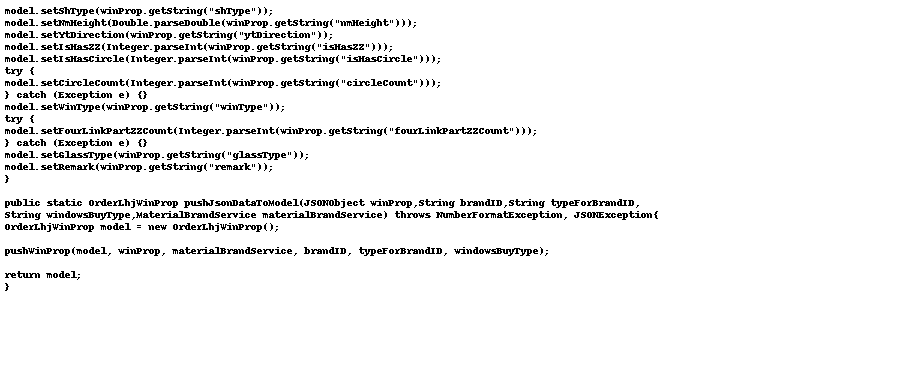 model.setShType(winProp.getString("shType"));
model.setNmHeight(Double.parseDouble(winProp.getString("nmHeight")));
model.setYtDirection(winProp.getString("ytDirection"));
model.setIsHasZZ(Integer.parseInt(winProp.getString("isHasZZ")));
model.setIsHasCircle(Integer.parseInt(winProp.getString("isHasCircle")));
try {
model.setCircleCount(Integer.parseInt(winProp.getString("circleCount")));
} catch (Exception e) {}
model.setWinType(winProp.getString("winType"));
try {
model.setFourLinkPartZZCount(Integer.parseInt(winProp.getString("fourLinkPartZZCount")));
} catch (Exception e) {}
model.setGlassType(winProp.getString("glassType"));
model.setRemark(winProp.getString("remark"));
}
public static OrderLhjWinProp pushJsonDataToModel(JSONObject winProp,String brandID,String typeForBrandID,
String windowsBuyType,MaterialBrandService materialBrandService) throws NumberFormatException, JSONException{
OrderLhjWinProp model = new OrderLhjWinProp();
pushWinProp(model, winProp, materialBrandService, brandID, typeForBrandID, windowsBuyType);
return model;
}